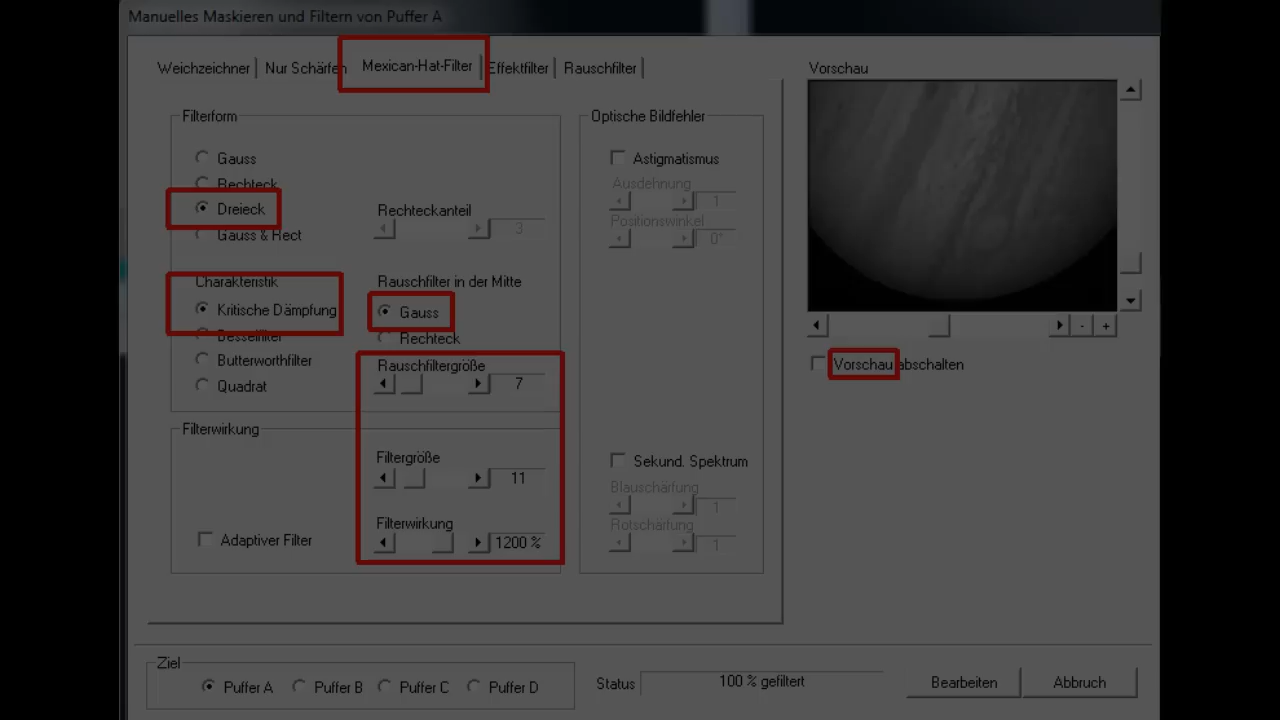 Manuelles Maskieren und Filtern von Puffer A
Weichzeichner Nur Schärfen Mexican-Hat-Filter Effektfilter Rauschfilter
Vorschau
Filterform
Gauss
Rechteck
Dreieck
Gauss & Rect
Rechteckanteil
3
Charakteristik
Kritische Dämpfung
Besselfilter
Butterworthfilter
Quadrat
Rauschfilter in der Mitte
Gauss
Rechteck
Rauschfiltergröße
7
Filterwirkung
Filtergröße
11
Filterwirkung
1200 %
Adaptiver Filter
Optische Bildfehler
Astigmatismus
Ausdehnung
1
Positionswinkel
0°
Sekund. Spektrum
Blauschärfung
1
Rotschärfung
1
- +
Vorschau abschalten
Ziel
Puffer A Puffer B Puffer C Puffer D
Status 100 % gefiltert
Bearbeiten Abbruch